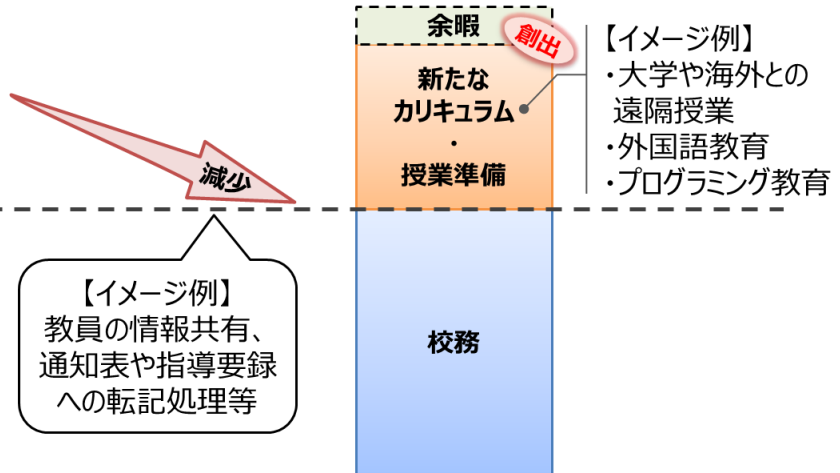 余暇
創出
新たな
カリキュラム
・
授業準備
【イメージ例】
・大学や海外との
遠隔授業
・外国語教育
・プログラミング教育
減少
【イメージ例】
教員の情報共有、
通知表や指導要録
への転記処理等
校務